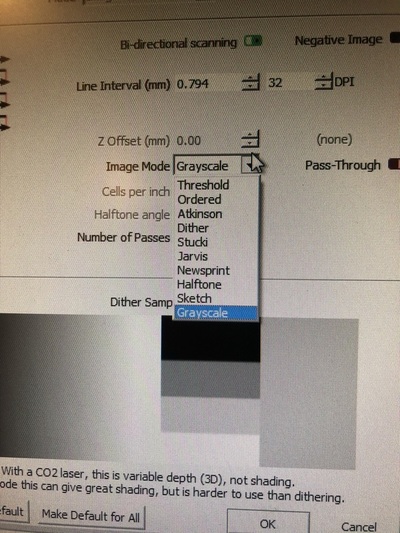 Bi-directional scanning Negative Image
Line Interval (mm) 0.794 32 DPI
Z Offset (mm) 0.00 (none)
Image Mode Grayscale Pass-Through
Cells per inch
Halftone angle
Number of Passes
Threshold
Ordered
Atkinson
Dither
Stucki
Jarvis
Newsprint
Halftone
Sketch
Grayscale
Dither Samp
With a CO2 laser, this is variable depth (3D), not shading.
ode this can give great shading, but is harder to use than dithering.
efault Make Default for All OK Cancel